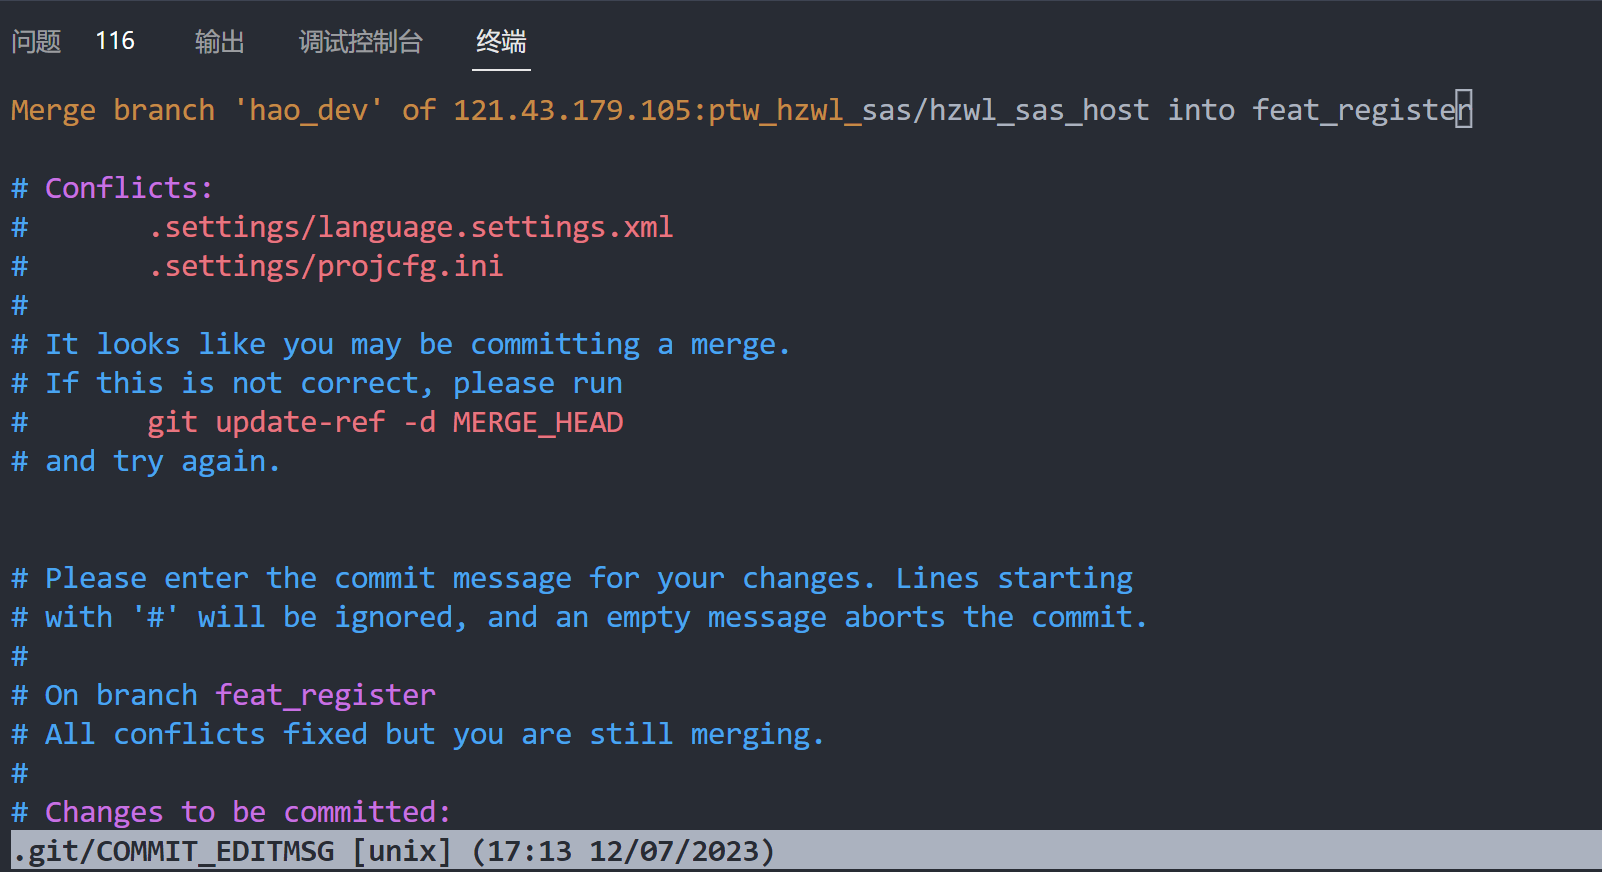 问题 116 输出 调试控制台 终端
Merge branch 'hao_dev' of 121.43.179.105:ptw_hzwl_sas/hzwl_sas_host into feat_register
# Conflicts:
#       .settings/language.settings.xml
#       .settings/projcfg.ini
#
# It looks like you may be committing a merge.
# If this is not correct, please run
#       git update-ref -d MERGE_HEAD
# and try again.
# Please enter the commit message for your changes. Lines starting
# with '#' will be ignored, and an empty message aborts the commit.
#
# On branch feat_register
# All conflicts fixed but you are still merging.
#
# Changes to be committed:
.git/COMMIT_EDITMSG [unix] (17:13 12/07/2023)